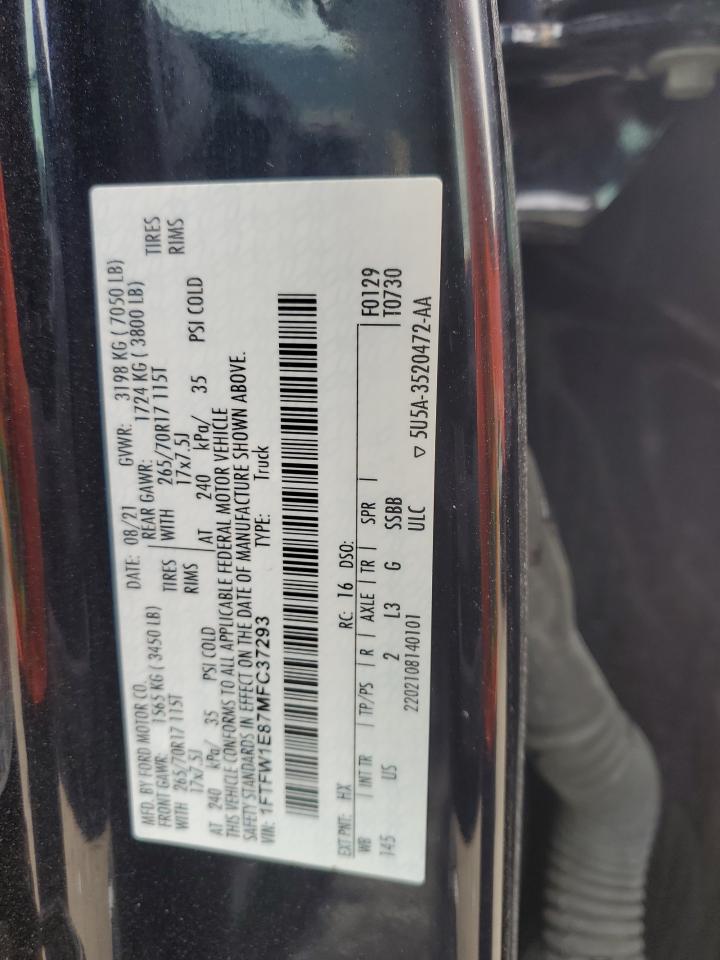 MFD. BY FORD MOTOR CO. DATE: 08/21 GVWR: 3198 KG ( 7050 LB)
FRONT GAWR: 1565 KG ( 3450 LB) REAR GAWR: 1724 KG ( 3800 LB)
WITH 265/70R17 115T TIRES WITH 265/70R17 115T TIRES
17x7.5J RIMS 17x7.5J RIMS
AT 240 kPa/ 35 PSI COLD AT 240 kPa/ 35 PSI COLD
THIS VEHICLE CONFORMS TO ALL APPLICABLE FEDERAL MOTOR VEHICLE
SAFETY STANDARDS IN EFFECT ON THE DATE OF MANUFACTURE SHOWN ABOVE.
VIN: 1FTFW1E87MFC37293 TYPE: Truck
EXT PNT: HX RC: 16 DSO: F0129
WB INT TR TP/PS R AXLE TR SPR T0730
145 US 2 L3 G SSBB
2202108140101 ULC ▽ 5U5A-3520472-AA